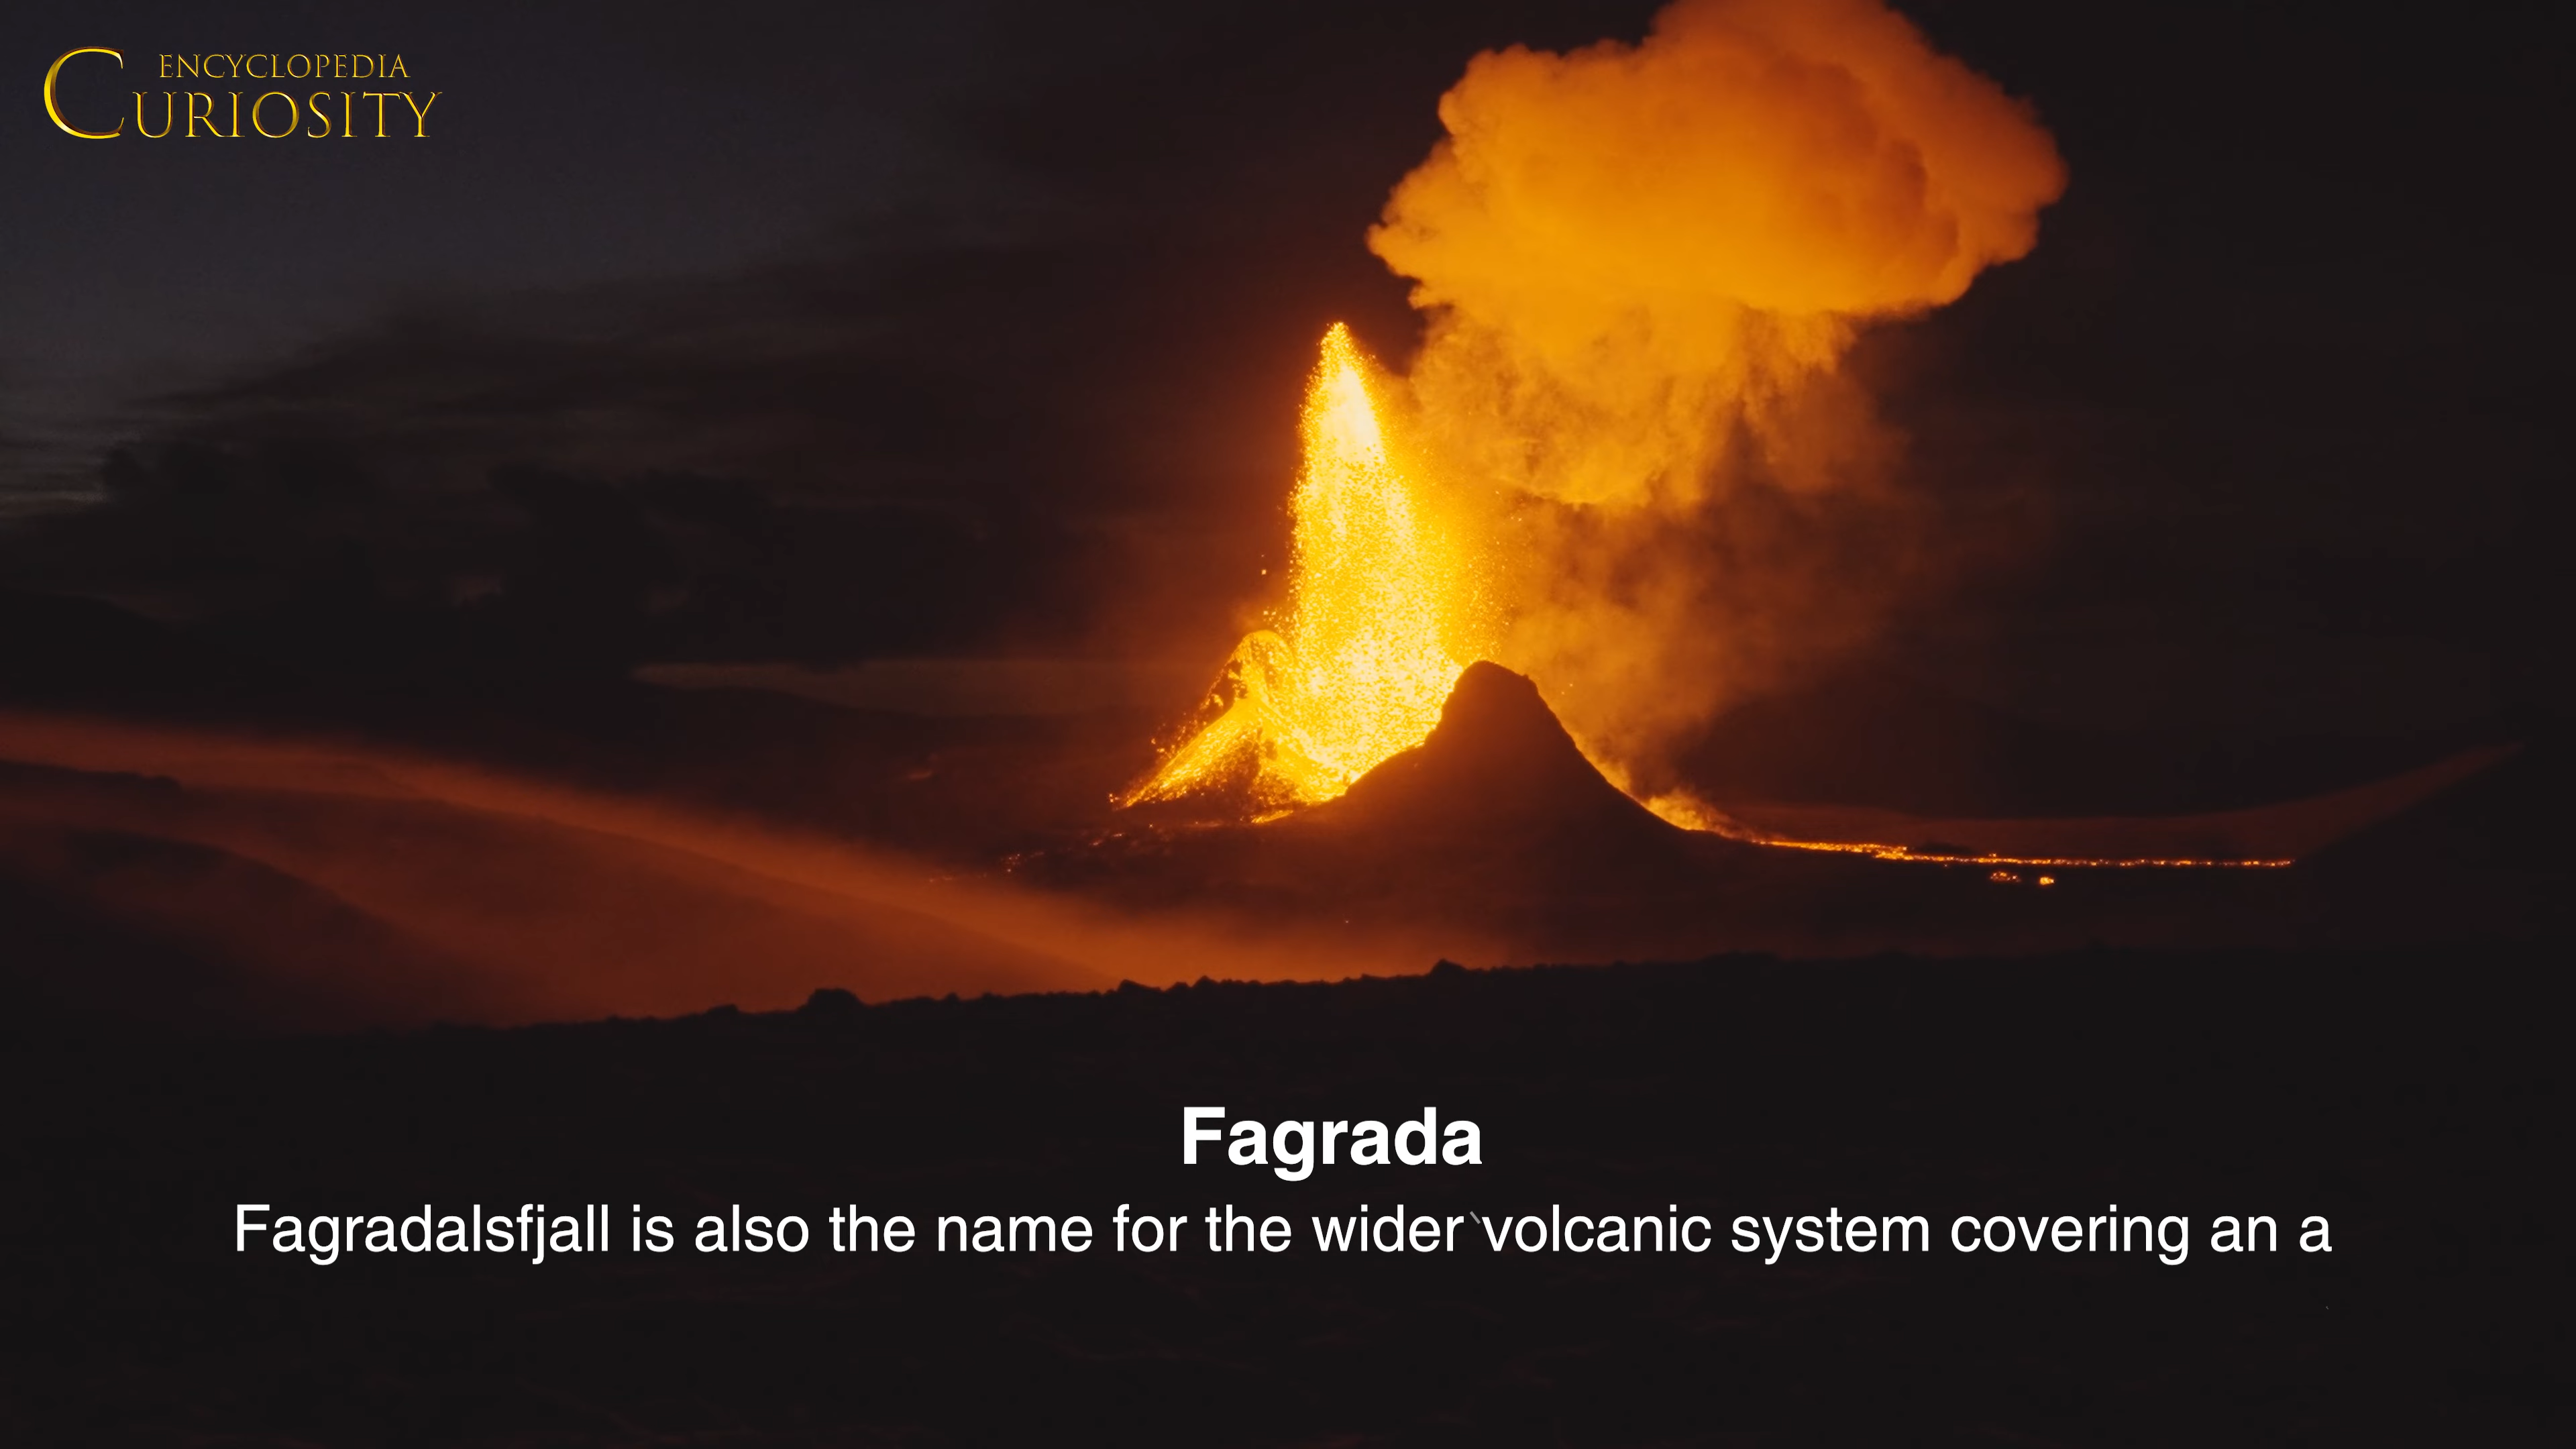 ENCYCLOPEDIA
CURIOSITY
Fagrada
Fagradalsfjall is also the name for the wider volcanic system covering an a